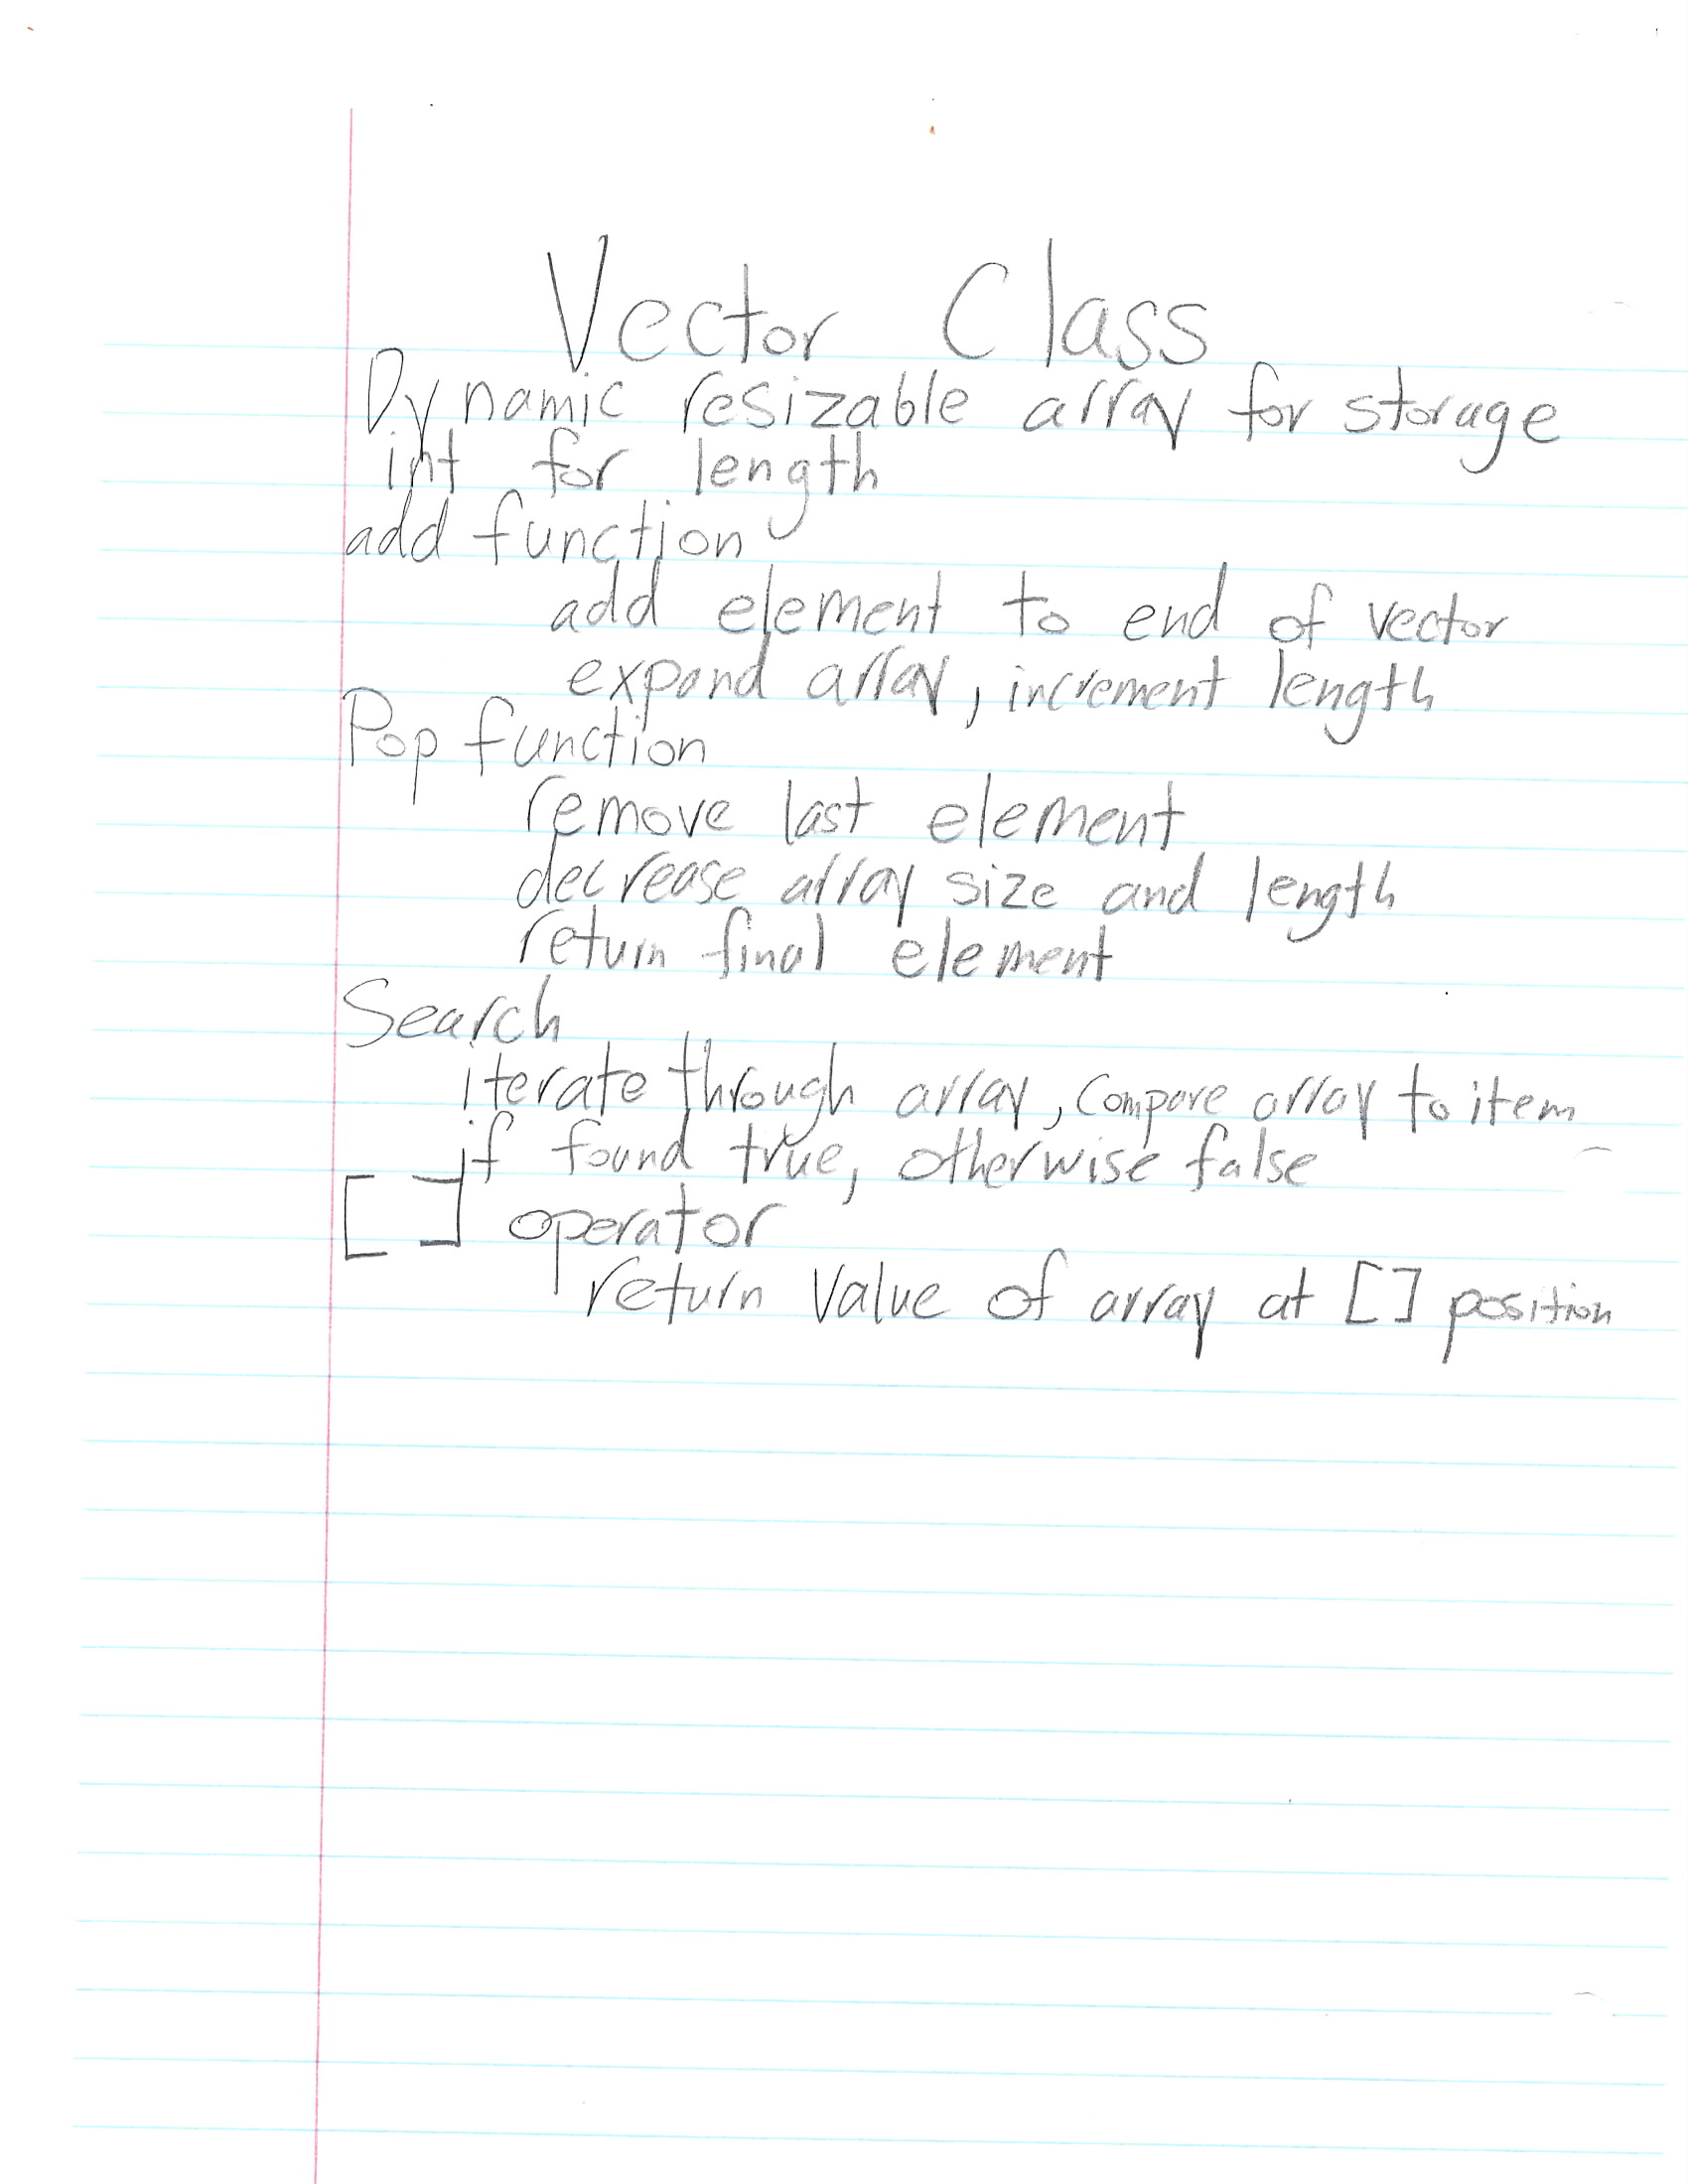 Vector Class
Dynamic resizable array for storage
int for length
add function
add element to end of vector
expand array, increment length
Pop function
remove last element
decrease array size and length
return final element
Search
iterate through array, compare array to item
if found true, otherwise false
[ ] operator
return value of array at [] position